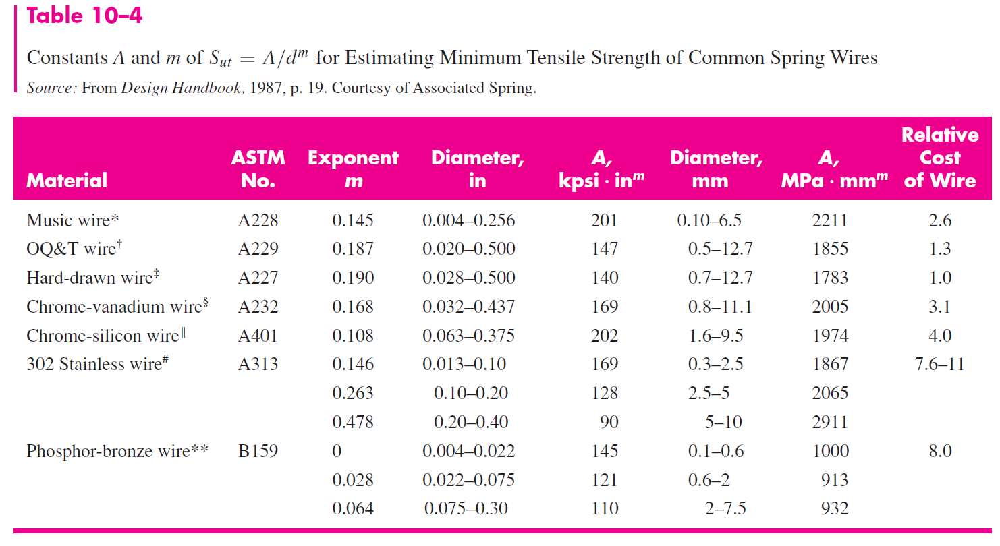 Table 10–4
Constants A and m of Sut = A/d^m for Estimating Minimum Tensile Strength of Common Spring Wires
Source: From Design Handbook, 1987, p. 19. Courtesy of Associated Spring.
Material ASTM No. Exponent m Diameter, in A, kpsi · in^m Diameter, mm A, MPa · mm^m Relative Cost of Wire
Music wire* A228 0.145 0.004–0.256 201 0.10–6.5 2211 2.6
OQ&T wire† A229 0.187 0.020–0.500 147 0.5–12.7 1855 1.3
Hard-drawn wire‡ A227 0.190 0.028–0.500 140 0.7–12.7 1783 1.0
Chrome-vanadium wire§ A232 0.168 0.032–0.437 169 0.8–11.1 2005 3.1
Chrome-silicon wire‖ A401 0.108 0.063–0.375 202 1.6–9.5 1974 4.0
302 Stainless wire# A313 0.146 0.013–0.10 169 0.3–2.5 1867 7.6–11
0.263 0.10–0.20 128 2.5–5 2065
0.478 0.20–0.40 90 5–10 2911
Phosphor-bronze wire** B159 0 0.004–0.022 145 0.1–0.6 1000 8.0
0.028 0.022–0.075 121 0.6–2 913
0.064 0.075–0.30 110 2–7.5 932